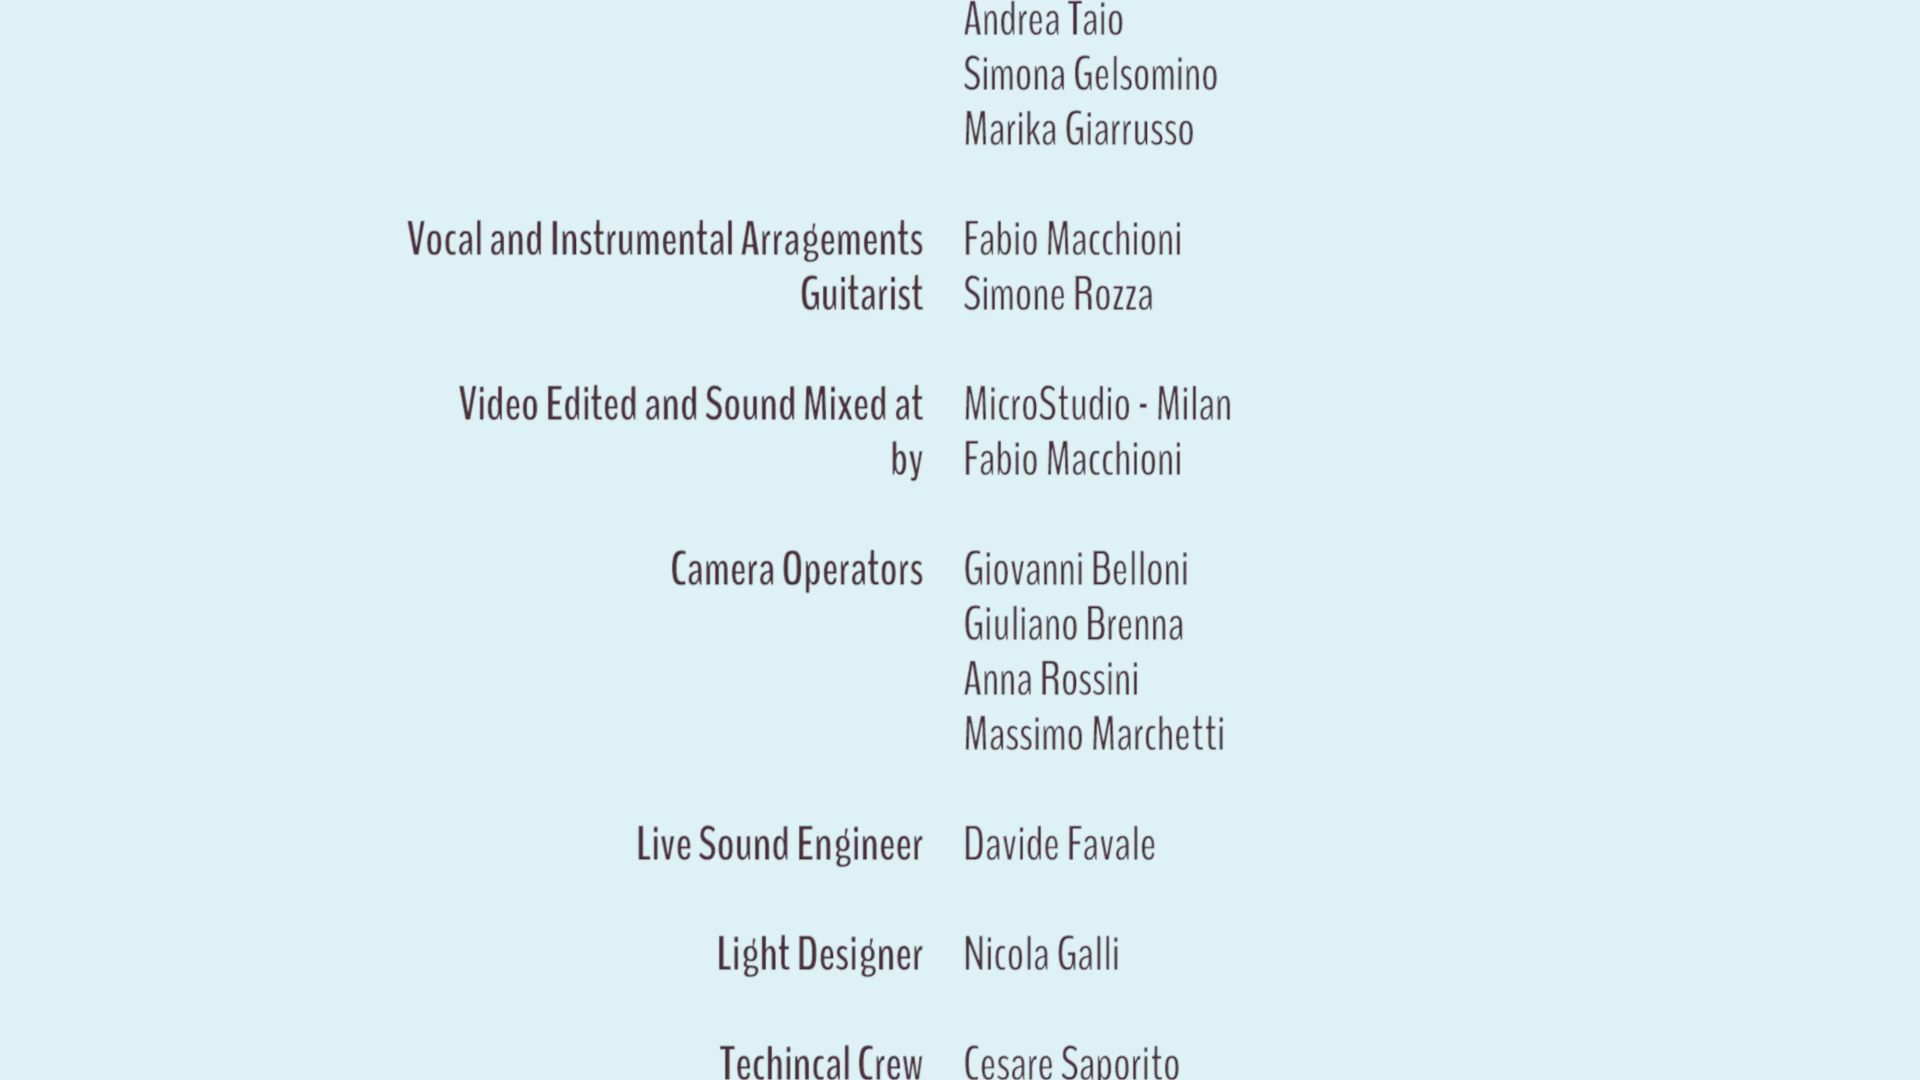 Andrea Taio
Simona Gelsomino
Marika Giarrusso
Vocal and Instrumental Arragements Fabio Macchioni
Guitarist Simone Rozza
Video Edited and Sound Mixed at MicroStudio - Milan
by Fabio Macchioni
Camera Operators Giovanni Belloni
Giuliano Brenna
Anna Rossini
Massimo Marchetti
Live Sound Engineer Davide Favale
Light Designer Nicola Galli
Techincal Crew Cesare Saporito